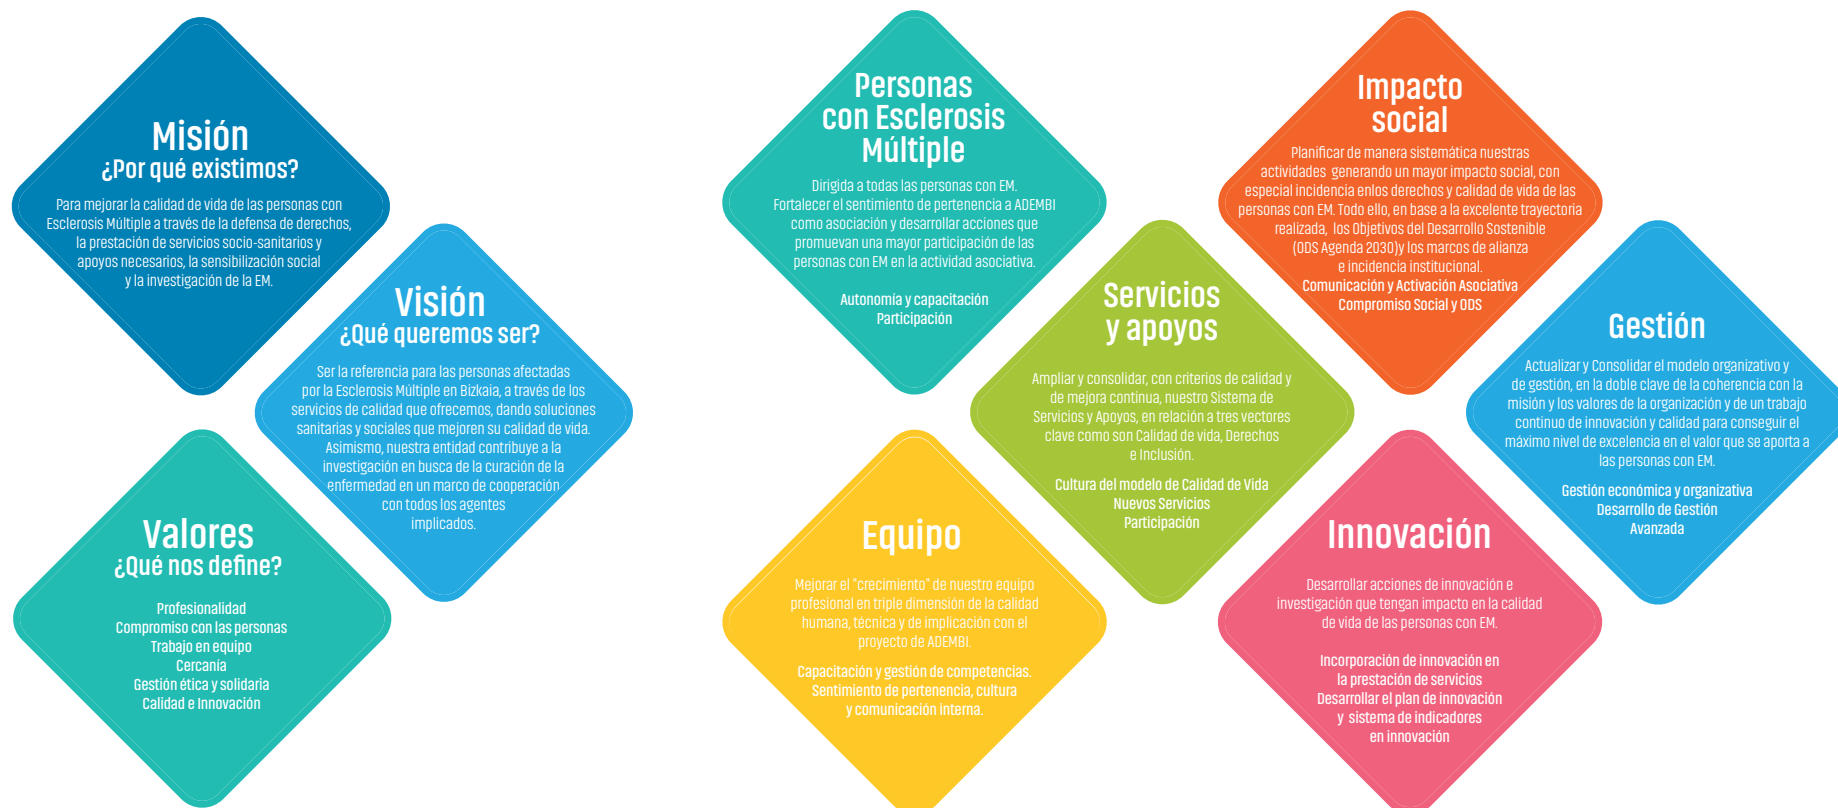 Misión
¿Por qué existimos?
Para mejorar la calidad de vida de las personas con
Esclerosis Múltiple a través de la defensa de derechos,
la prestación de servicios socio-sanitarios y
apoyos necesarios, la sensibilización social
y la investigación de la EM.
Visión
¿Qué queremos ser?
Ser la referencia para las personas afectadas
por la Esclerosis Múltiple en Bizkaia, a través de los
servicios de calidad que ofrecemos, dando soluciones
sanitarias y sociales que mejoren su calidad de vida.
Asimismo, nuestra entidad contribuye a la
investigación en busca de la curación de la
enfermedad en un marco de cooperación
con todos los agentes
implicados.
Valores
¿Qué nos define?
Profesionalidad
Compromiso con las personas
Trabajo en equipo
Cercanía
Gestión ética y solidaria
Calidad e Innovación
Personas
con Esclerosis
Múltiple
Dirigida a todas las personas con EM.
Fortalecer el sentimiento de pertenencia a ADEMBI
como asociación y desarrollar acciones que
promuevan una mayor participación de las
personas con EM en la actividad asociativa.
Autonomía y capacitación
Participación
Servicios
y apoyos
Ampliar y consolidar, con criterios de calidad y
de mejora continua, nuestro Sistema de
Servicios y Apoyos, en relación a tres vectores
clave como son Calidad de vida, Derechos
e Inclusión.
Cultura del modelo de Calidad de Vida
Nuevos Servicios
Participación
Equipo
Mejorar el "crecimiento" de nuestro equipo
profesional en triple dimensión de la calidad
humana, técnica y de implicación con el
proyecto de ADEMBI.
Capacitación y gestión de competencias.
Sentimiento de pertenencia, cultura
y comunicación interna.
Impacto
social
Planificar de manera sistemática nuestras
actividades generando un mayor impacto social, con
especial incidencia enlos derechos y calidad de vida de las
personas con EM. Todo ello, en base a la excelente trayectoria
realizada, los Objetivos del Desarrollo Sostenible
(ODS Agenda 2030)y los marcos de alianza
e incidencia institucional.
Comunicación y Activación Asociativa
Compromiso Social y ODS
Gestión
Actualizar y Consolidar el modelo organizativo y
de gestión, en la doble clave de la coherencia con la
misión y los valores de la organización y de un trabajo
continuo de innovación y calidad para conseguir el
máximo nivel de excelencia en el valor que se aporta a
las personas con EM.
Gestión económica y organizativa
Desarrollo de Gestión
Avanzada
Innovación
Desarrollar acciones de innovación e
investigación que tengan impacto en la calidad
de vida de las personas con EM.
Incorporación de innovación en
la prestación de servicios
Desarrollar el plan de innovación
y sistema de indicadores
en innovación